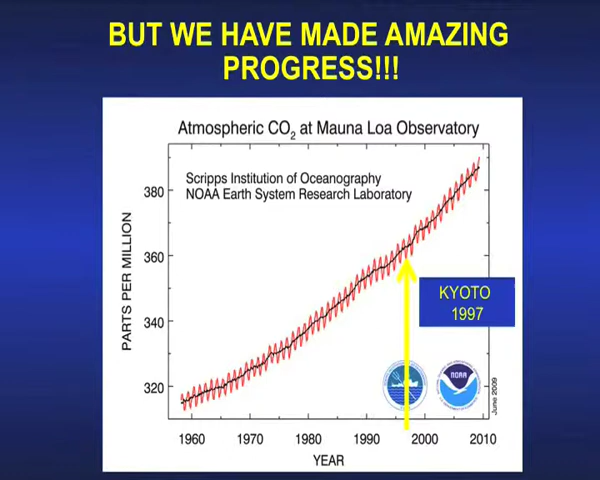 BUT WE HAVE MADE AMAZING
PROGRESS!!!
Atmospheric CO₂ at Mauna Loa Observatory
Scripps Institution of Oceanography
NOAA Earth System Research Laboratory
PARTS PER MILLION
380
360
340
320
KYOTO
1997
NOAA
June 2009
1960 1970 1980 1990 2000 2010
YEAR